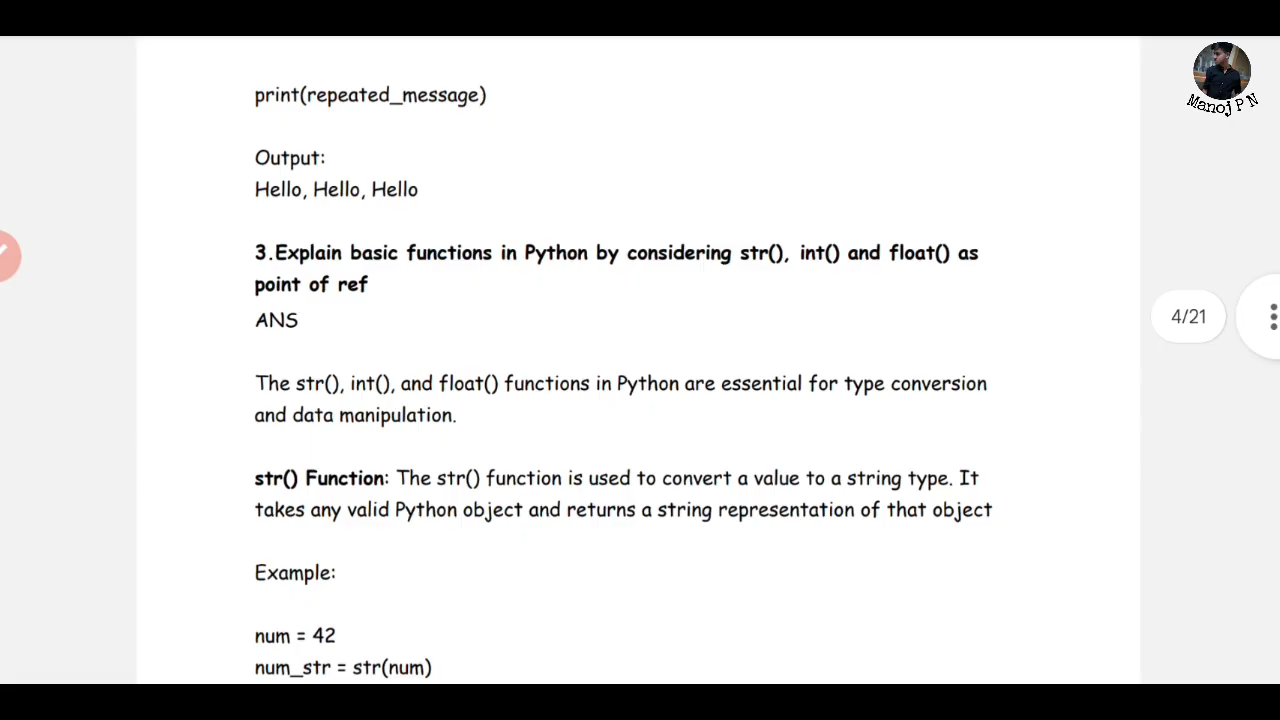 print(repeated_message)
Output:
Hello, Hello, Hello
3.Explain basic functions in Python by considering str(), int() and float() as
point of ref
ANS
The str(), int(), and float() functions in Python are essential for type conversion
and data manipulation.
str() Function: The str() function is used to convert a value to a string type. It
takes any valid Python object and returns a string representation of that object
Example:
num = 42
num_str = str(num)
Manoj P N
4/21